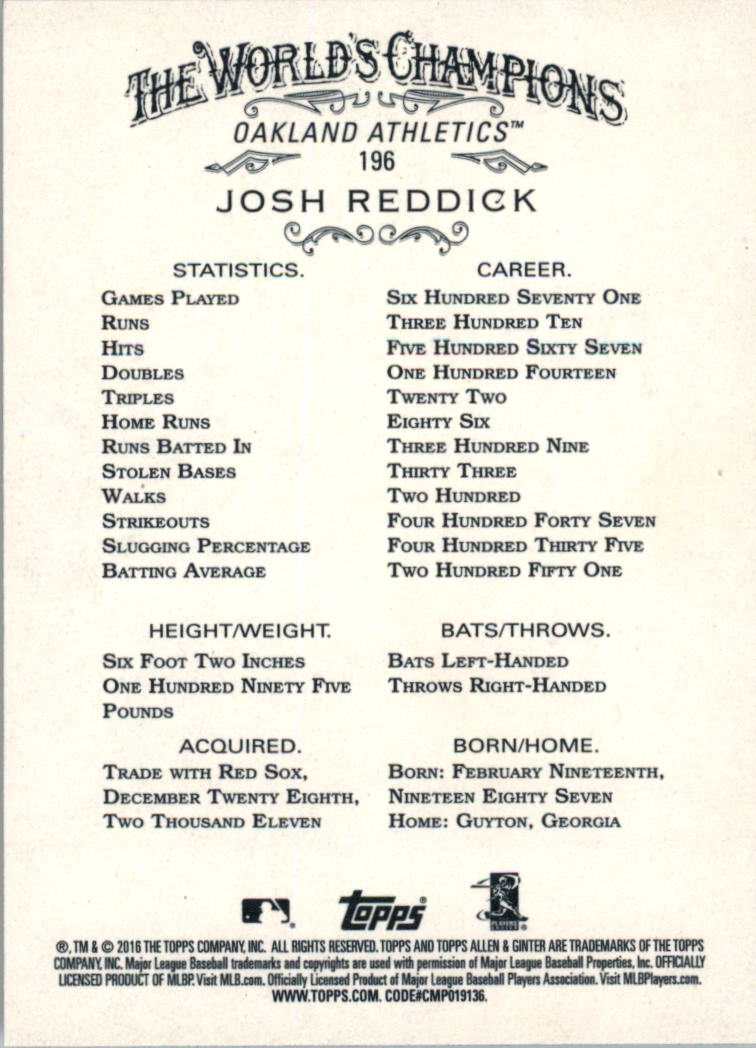 THE WORLD'S CHAMPIONS
OAKLAND ATHLETICS™
196
JOSH REDDICK
STATISTICS. CAREER.
GAMES PLAYED SIX HUNDRED SEVENTY ONE
RUNS THREE HUNDRED TEN
HITS FIVE HUNDRED SIXTY SEVEN
DOUBLES ONE HUNDRED FOURTEEN
TRIPLES TWENTY TWO
HOME RUNS EIGHTY SIX
RUNS BATTED IN THREE HUNDRED NINE
STOLEN BASES THIRTY THREE
WALKS TWO HUNDRED
STRIKEOUTS FOUR HUNDRED FORTY SEVEN
SLUGGING PERCENTAGE FOUR HUNDRED THIRTY FIVE
BATTING AVERAGE TWO HUNDRED FIFTY ONE
HEIGHT/WEIGHT.
SIX FOOT TWO INCHES
ONE HUNDRED NINETY FIVE
POUNDS
BATS/THROWS.
BATS LEFT-HANDED
THROWS RIGHT-HANDED
ACQUIRED.
TRADE WITH RED SOX,
DECEMBER TWENTY EIGHTH,
TWO THOUSAND ELEVEN
BORN/HOME.
BORN: FEBRUARY NINETEENTH,
NINETEEN EIGHTY SEVEN
HOME: GUYTON, GEORGIA
topps®
®, TM & © 2016 THE TOPPS COMPANY, INC. ALL RIGHTS RESERVED. TOPPS AND TOPPS ALLEN & GINTER ARE TRADEMARKS OF THE TOPPS
COMPANY, INC. Major League Baseball trademarks and copyrights are used with permission of Major League Baseball Properties, Inc. OFFICIALLY
LICENSED PRODUCT OF MLBP. Visit MLB.com. Officially Licensed Product of Major League Baseball Players Association. Visit MLBPlayers.com.
WWW.TOPPS.COM. CODE#CMP019136.